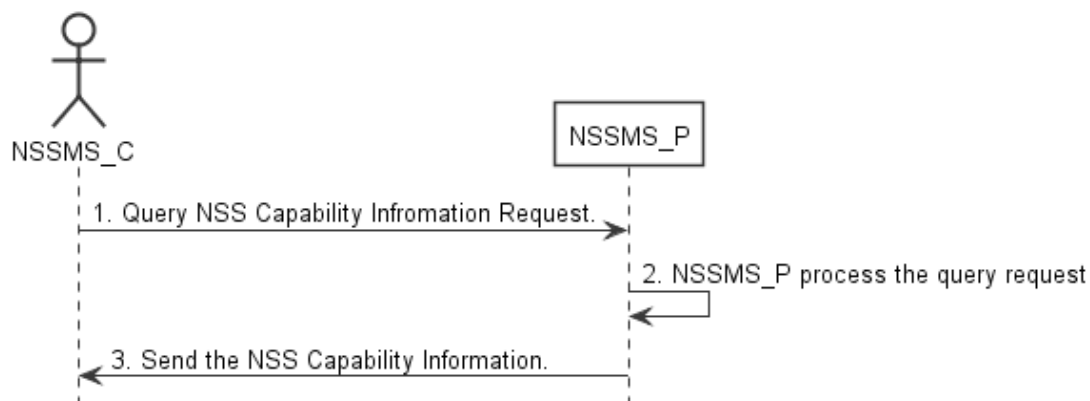 NSSMS_C
NSSMS_P
1. Query NSS Capability Infromation Request.
2. NSSMS_P process the query request
3. Send the NSS Capability Information.